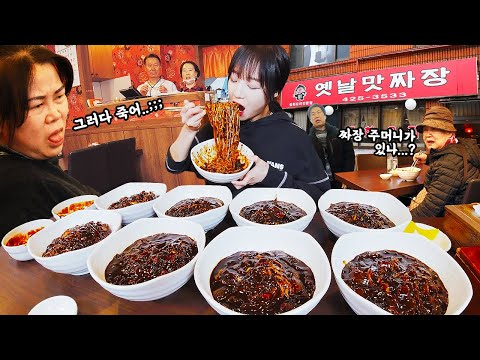 그러다 죽어..;;;
옛날맛짜장
425-3533
짜장 주머니가
있나...?